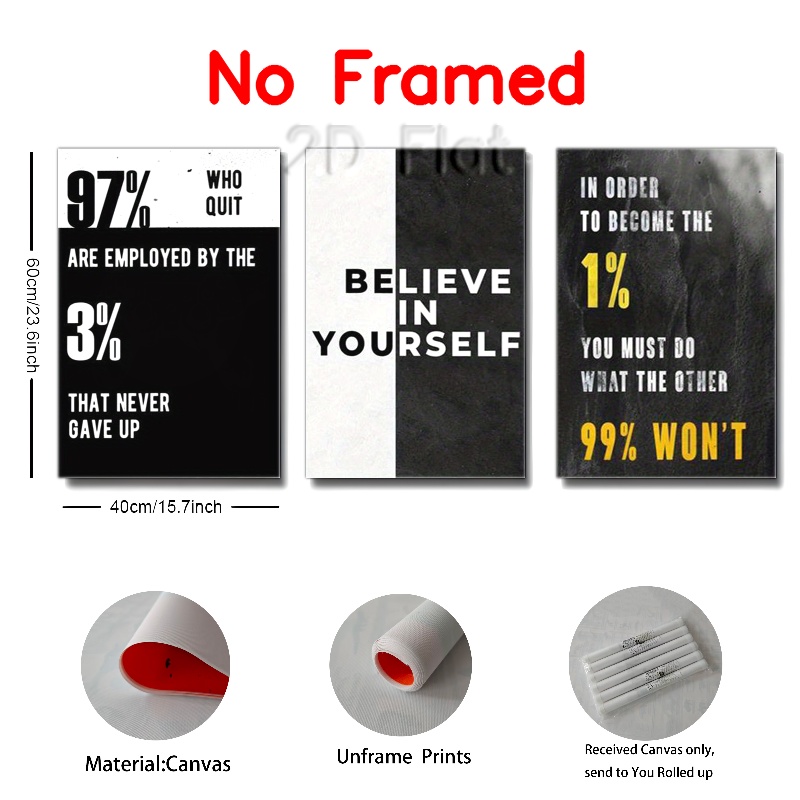 No Framed
2D Flat
97% WHO
QUIT
ARE EMPLOYED BY THE
3%
THAT NEVER
GAVE UP
BELIEVE
IN
YOURSELF
IN ORDER
TO BECOME THE
1%
YOU MUST DO
WHAT THE OTHER
99% WON'T
60cm/23.6inch
40cm/15.7inch
Material:Canvas
Unframe Prints
Received Canvas only,
send to You Rolled up